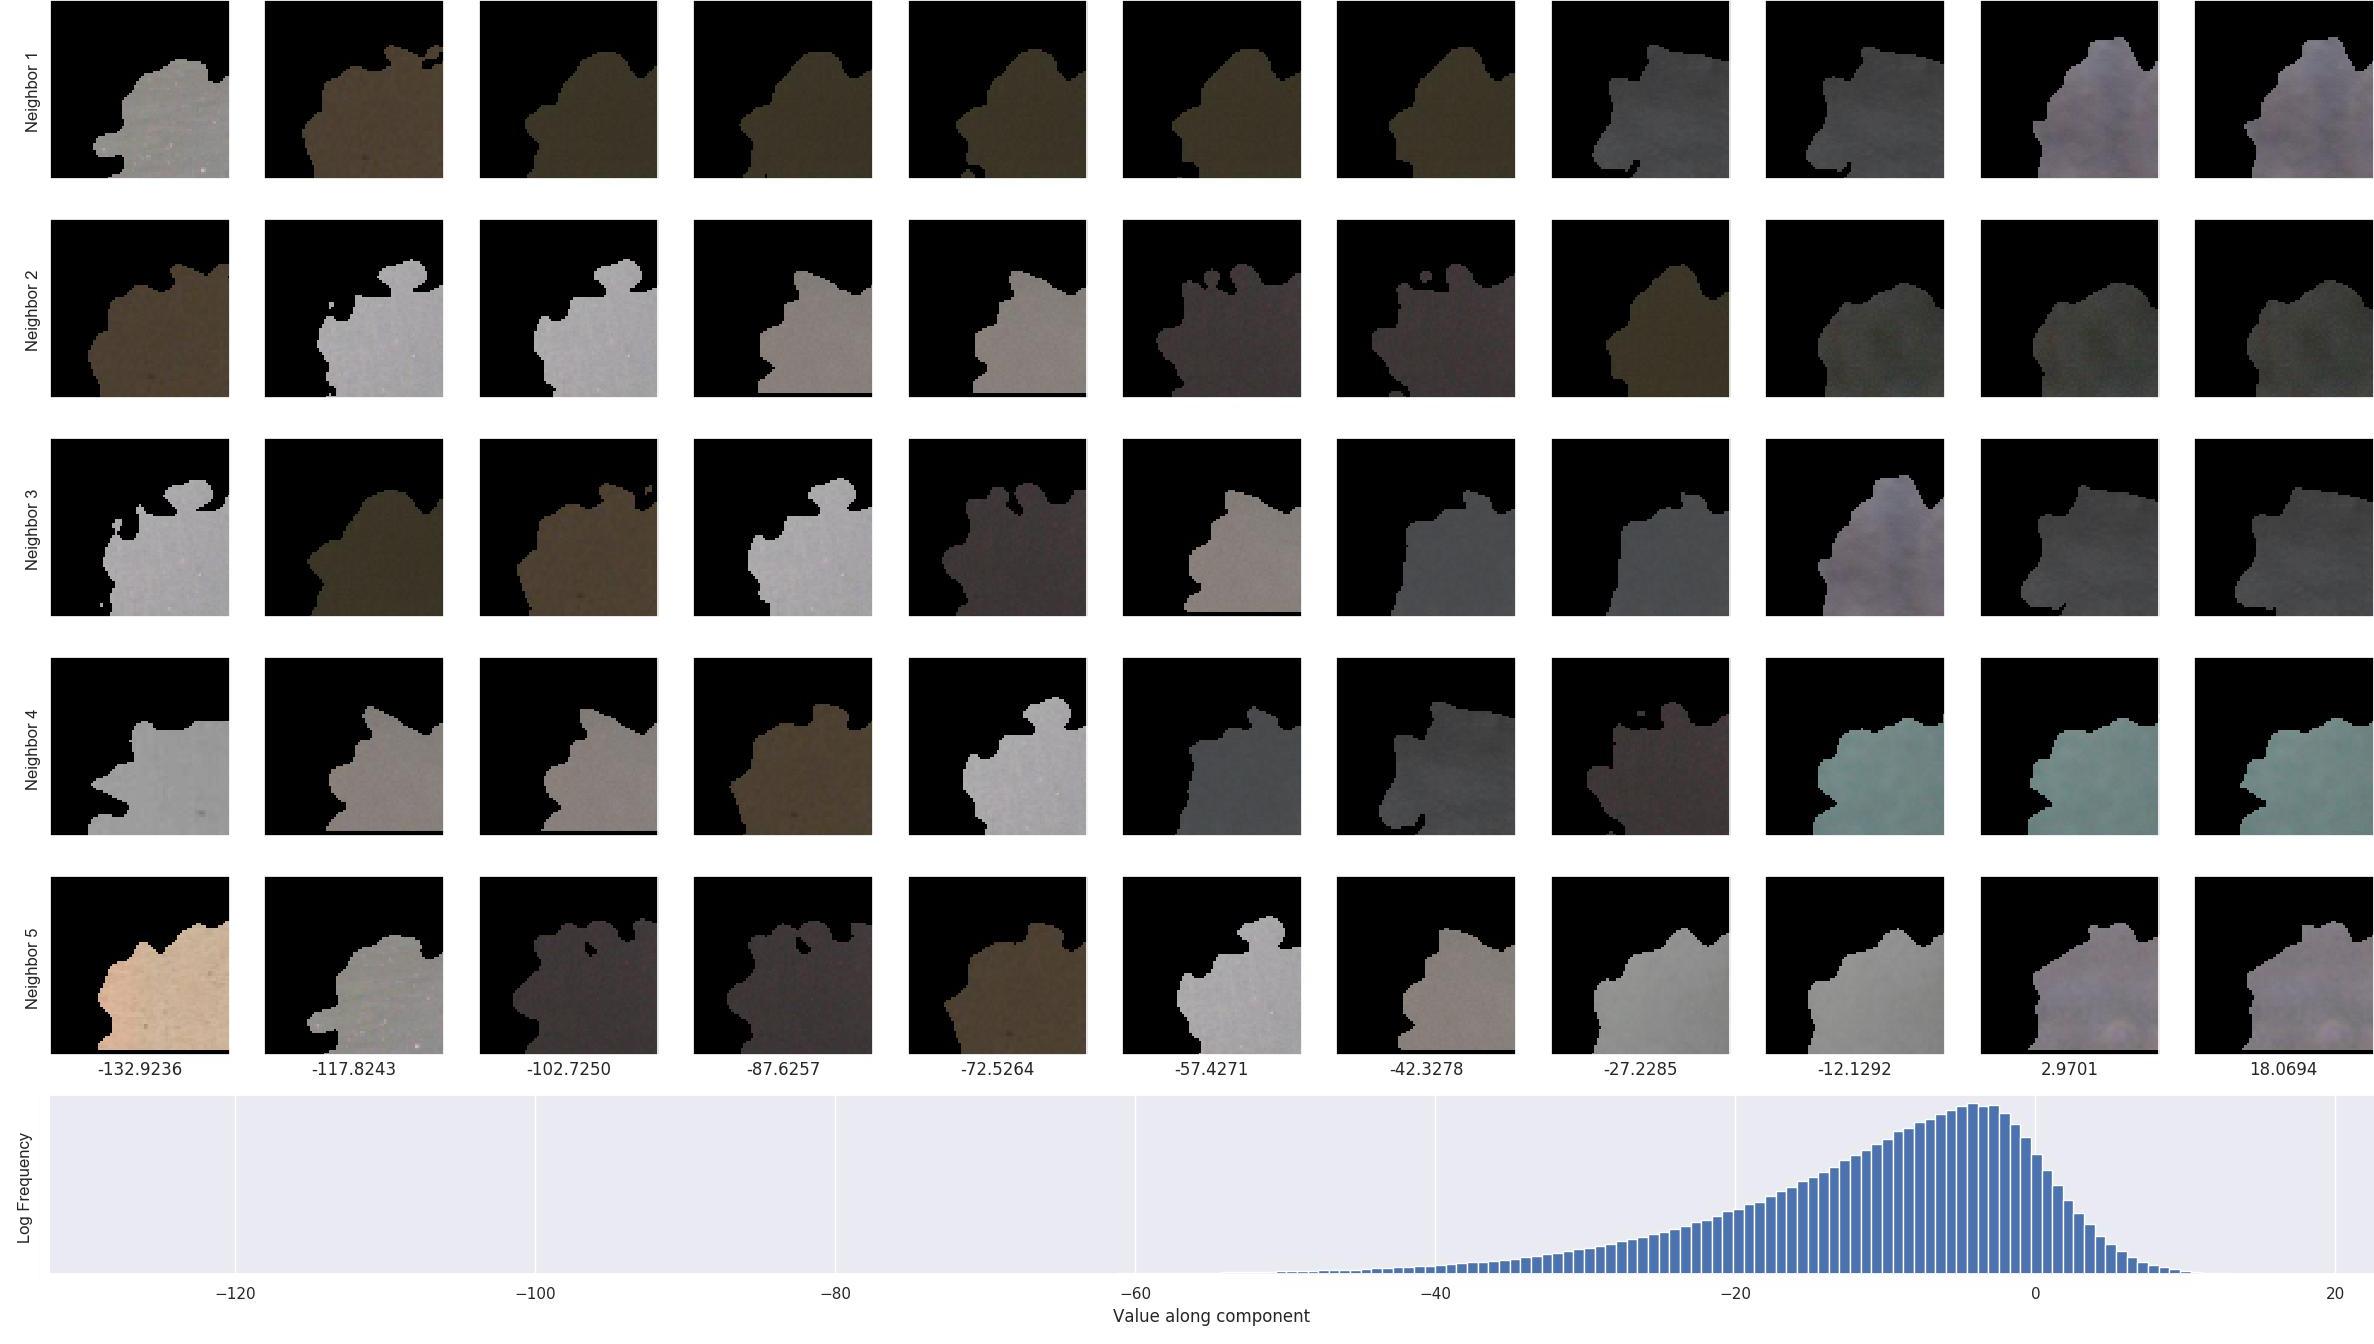 Neighbor 1
Neighbor 2
Neighbor 3
Neighbor 4
Neighbor 5
-132.9236 -117.8243 -102.7250 -87.6257 -72.5264 -57.4271 -42.3278 -27.2285 -12.1292 2.9701 18.0694
Log Frequency
−120 −100 −80 −60 −40 −20 0 20
Value along component